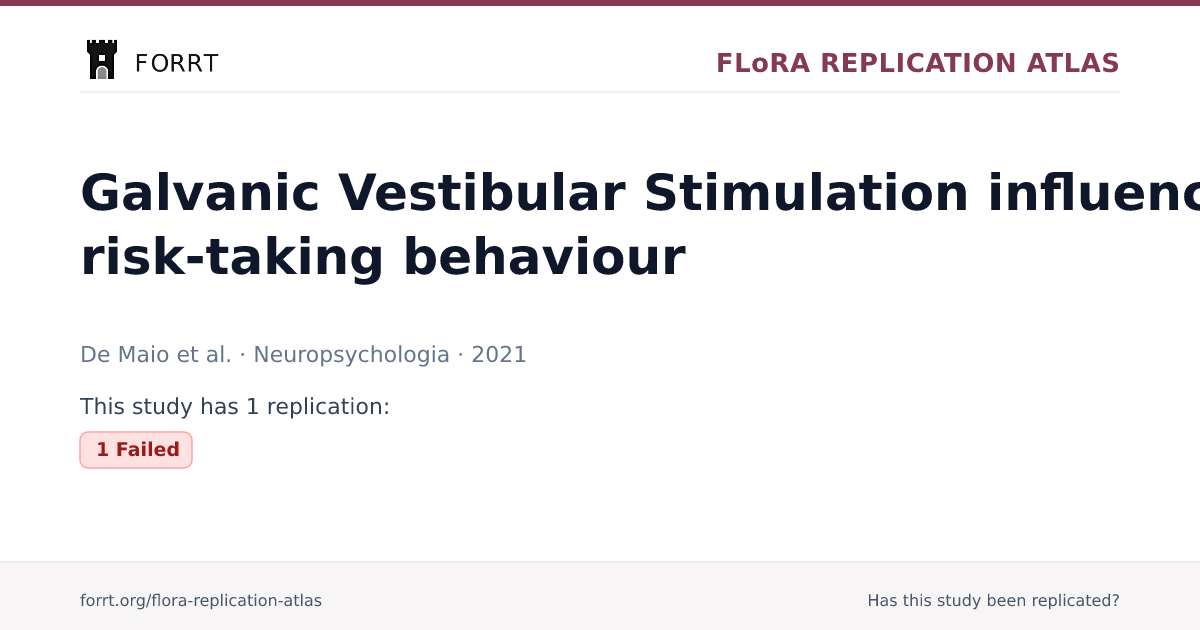 FORRT
FLoRA REPLICATION ATLAS
Galvanic Vestibular Stimulation influenc
risk-taking behaviour
De Maio et al. · Neuropsychologia · 2021
This study has 1 replication:
1 Failed
forrt.org/flora-replication-atlas
Has this study been replicated?